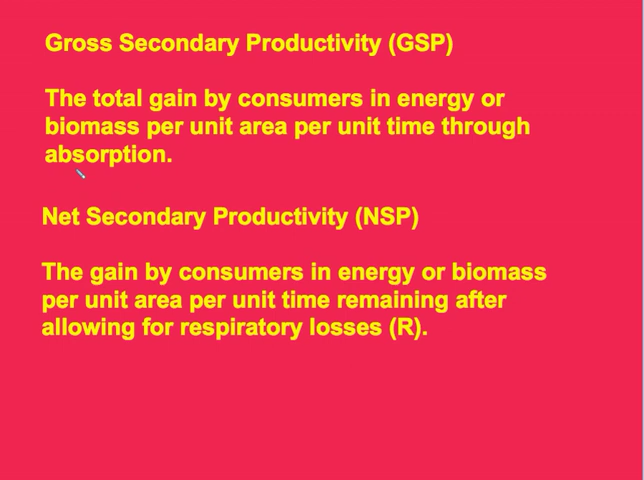 Gross Secondary Productivity (GSP)
The total gain by consumers in energy or
biomass per unit area per unit time through
absorption.
Net Secondary Productivity (NSP)
The gain by consumers in energy or biomass
per unit area per unit time remaining after
allowing for respiratory losses (R).